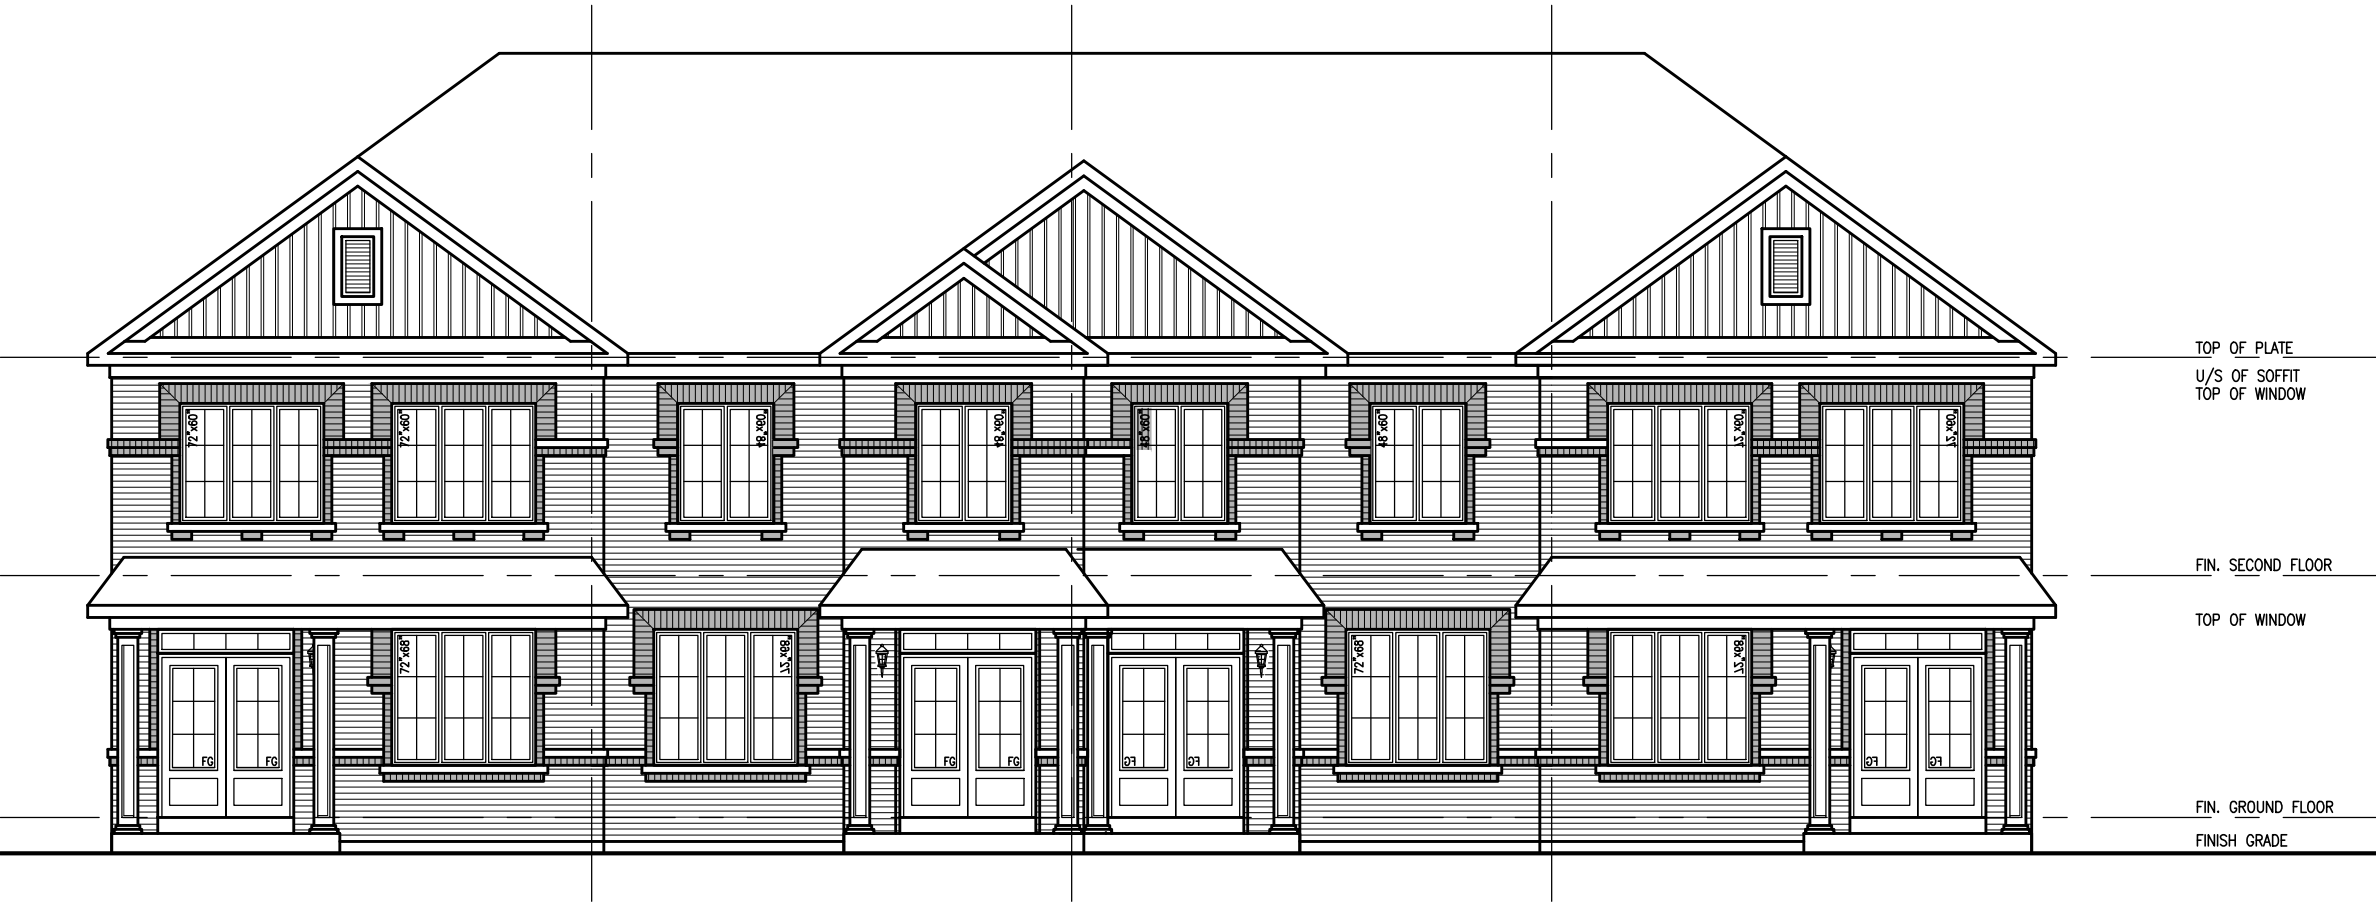 TOP OF PLATE
U/S OF SOFFIT
TOP OF WINDOW
72"x60"
72"x60"
48"x60"
48"x60"
48"x60"
48"x60"
72"x60"
72"x60"
FIN. SECOND FLOOR
TOP OF WINDOW
72"x68"
72"x68"
72"x68"
72"x68"
FG
FG
FG
FG
FG
FG
FG
FG
FIN. GROUND FLOOR
FINISH GRADE